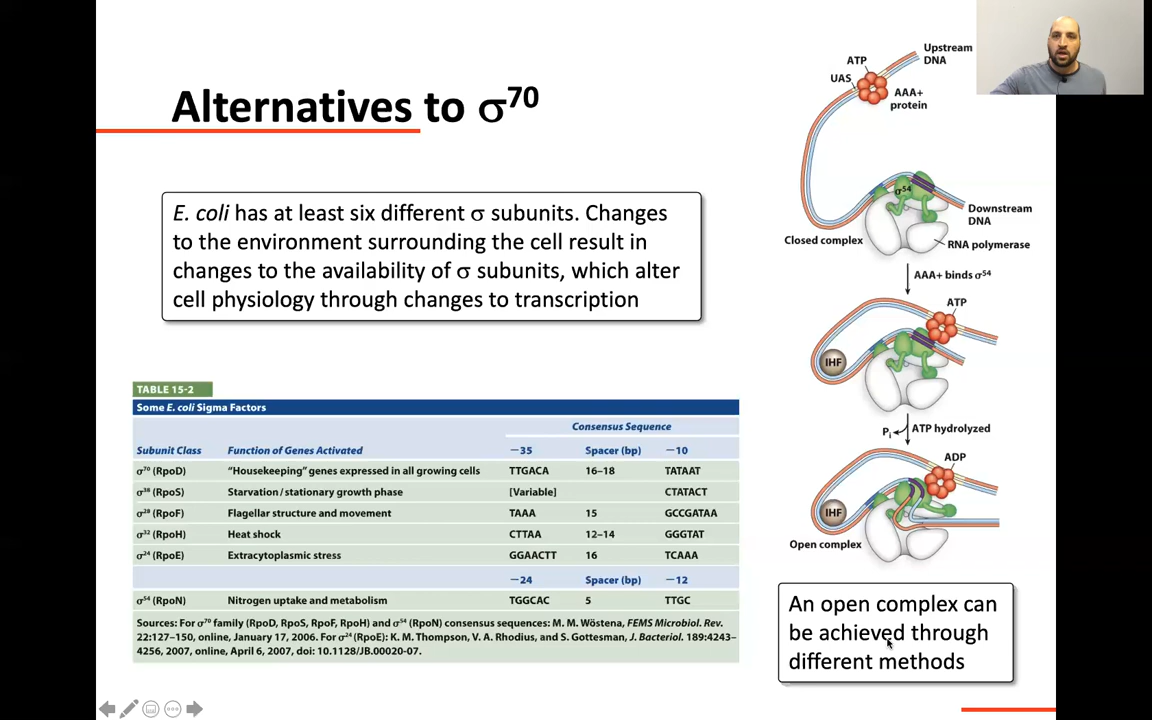 Alternatives to σ⁷⁰
E. coli has at least six different σ subunits. Changes
to the environment surrounding the cell result in
changes to the availability of σ subunits, which alter
cell physiology through changes to transcription
TABLE 15-2
Some E. coli Sigma Factors
Consensus Sequence
Subunit Class Function of Genes Activated −35 Spacer (bp) −10
σ⁷⁰ (RpoD) “Housekeeping” genes expressed in all growing cells TTGACA 16–18 TATAAT
σ³⁸ (RpoS) Starvation/stationary growth phase [Variable] CTATACT
σ²⁸ (RpoF) Flagellar structure and movement TAAA 15 GCCGATAA
σ³² (RpoH) Heat shock CTTAA 12–14 GGGTAT
σ²⁴ (RpoE) Extracytoplasmic stress GGAACTT 16 TCAAA
−24 Spacer (bp) −12
σ⁵⁴ (RpoN) Nitrogen uptake and metabolism TGGCAC 5 TTGC
Sources: For σ⁷⁰ family (RpoD, RpoS, RpoF, RpoH) and σ⁵⁴ (RpoN) consensus sequences: M. M. Wöstena, FEMS Microbiol. Rev.
22:127–150, online, January 17, 2006. For σ²⁴ (RpoE): K. M. Thompson, V. A. Rhodius, and S. Gottesman, J. Bacteriol. 189:4243–
4256, 2007, online, April 6, 2007, doi: 10.1128/JB.00020-07.
Upstream
DNA
ATP
UAS
AAA+
protein
σ⁵⁴
Downstream
DNA
Closed complex
RNA polymerase
AAA+ binds σ⁵⁴
ATP
IHF
Pi
ATP hydrolyzed
ADP
IHF
Open complex
An open complex can
be achieved through
different methods